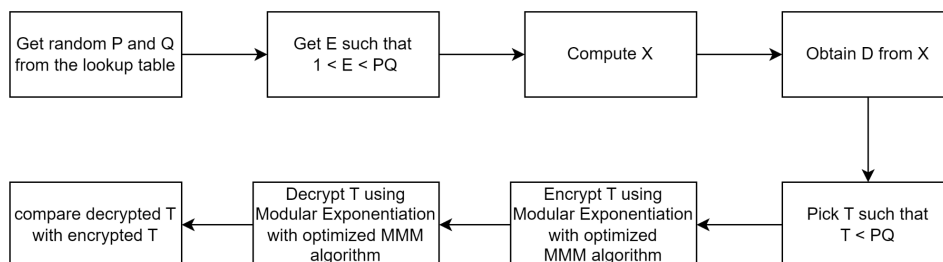 Get random P and Q
from the lookup table
Get E such that
1 < E < PQ
Compute X
Obtain D from X
Pick T such that
T < PQ
Encrypt T using
Modular Exponentiation
with optimized
MMM algorithm
Decrypt T using
Modular Exponentiation
with optimized MMM
algorithm
compare decrypted T
with encrypted T